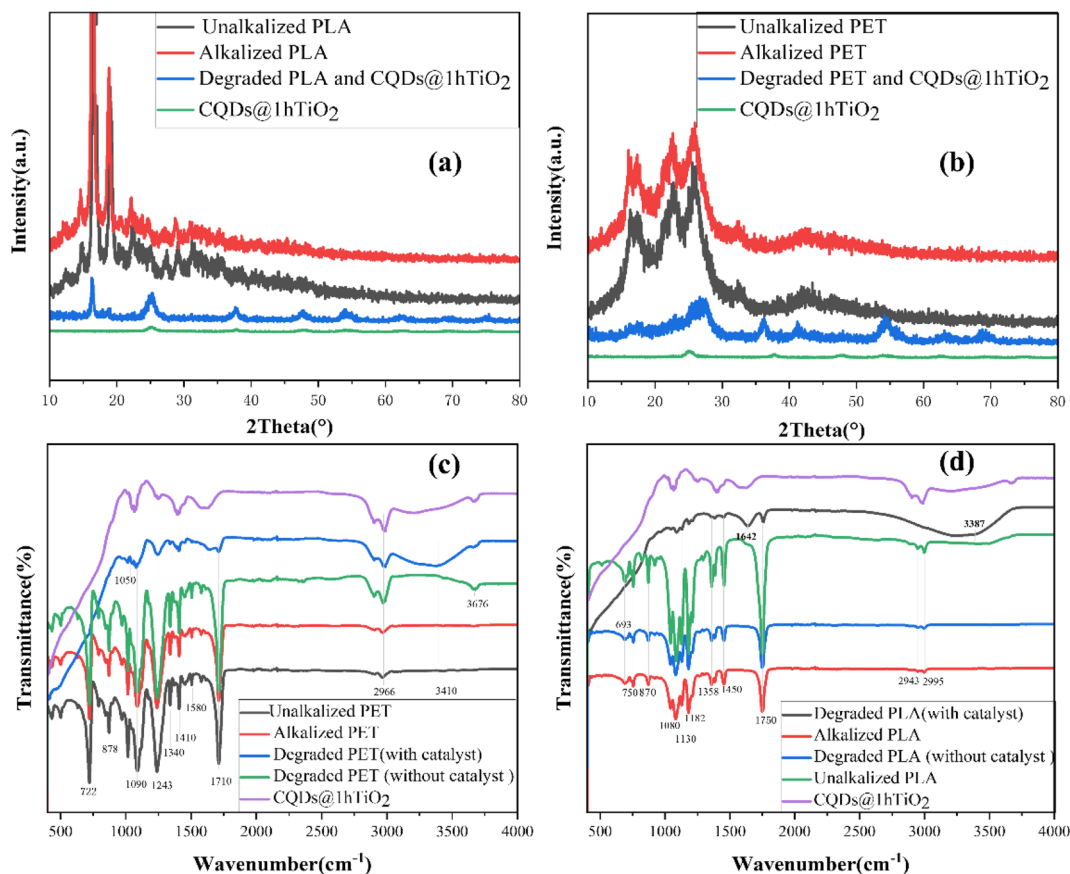 Unalkalized PLA
Alkalized PLA
Degraded PLA and CQDs@1hTiO2
CQDs@1hTiO2
(a)
Intensity(a.u.)
10 20 30 40 50 60 70 80
2Theta(°)
Unalkalized PET
Alkalized PET
Degraded PET and CQDs@1hTiO2
CQDs@1hTiO2
(b)
Intensity(a.u.)
10 20 30 40 50 60 70 80
2Theta(°)
(c)
Transmittance(%)
1050
3676
2966
3410
1580
878
1410
1340
1090
1243
1710
722
Unalkalized PET
Alkalized PET
Degraded PET(with catalyst)
Degraded PET (without catalyst )
CQDs@1hTiO2
500 1000 1500 2000 2500 3000 3500 4000
Wavenumber(cm-1)
(d)
Transmittance(%)
3387
1642
693
750
870
1358
1450
2943
2995
1080
1182
1750
1130
Degraded PLA(with catalyst)
Alkalized PLA
Degraded PLA (without catalyst )
Unalkalized PLA
CQDs@1hTiO2
500 1000 1500 2000 2500 3000 3500 4000
Wavenumber(cm-1)